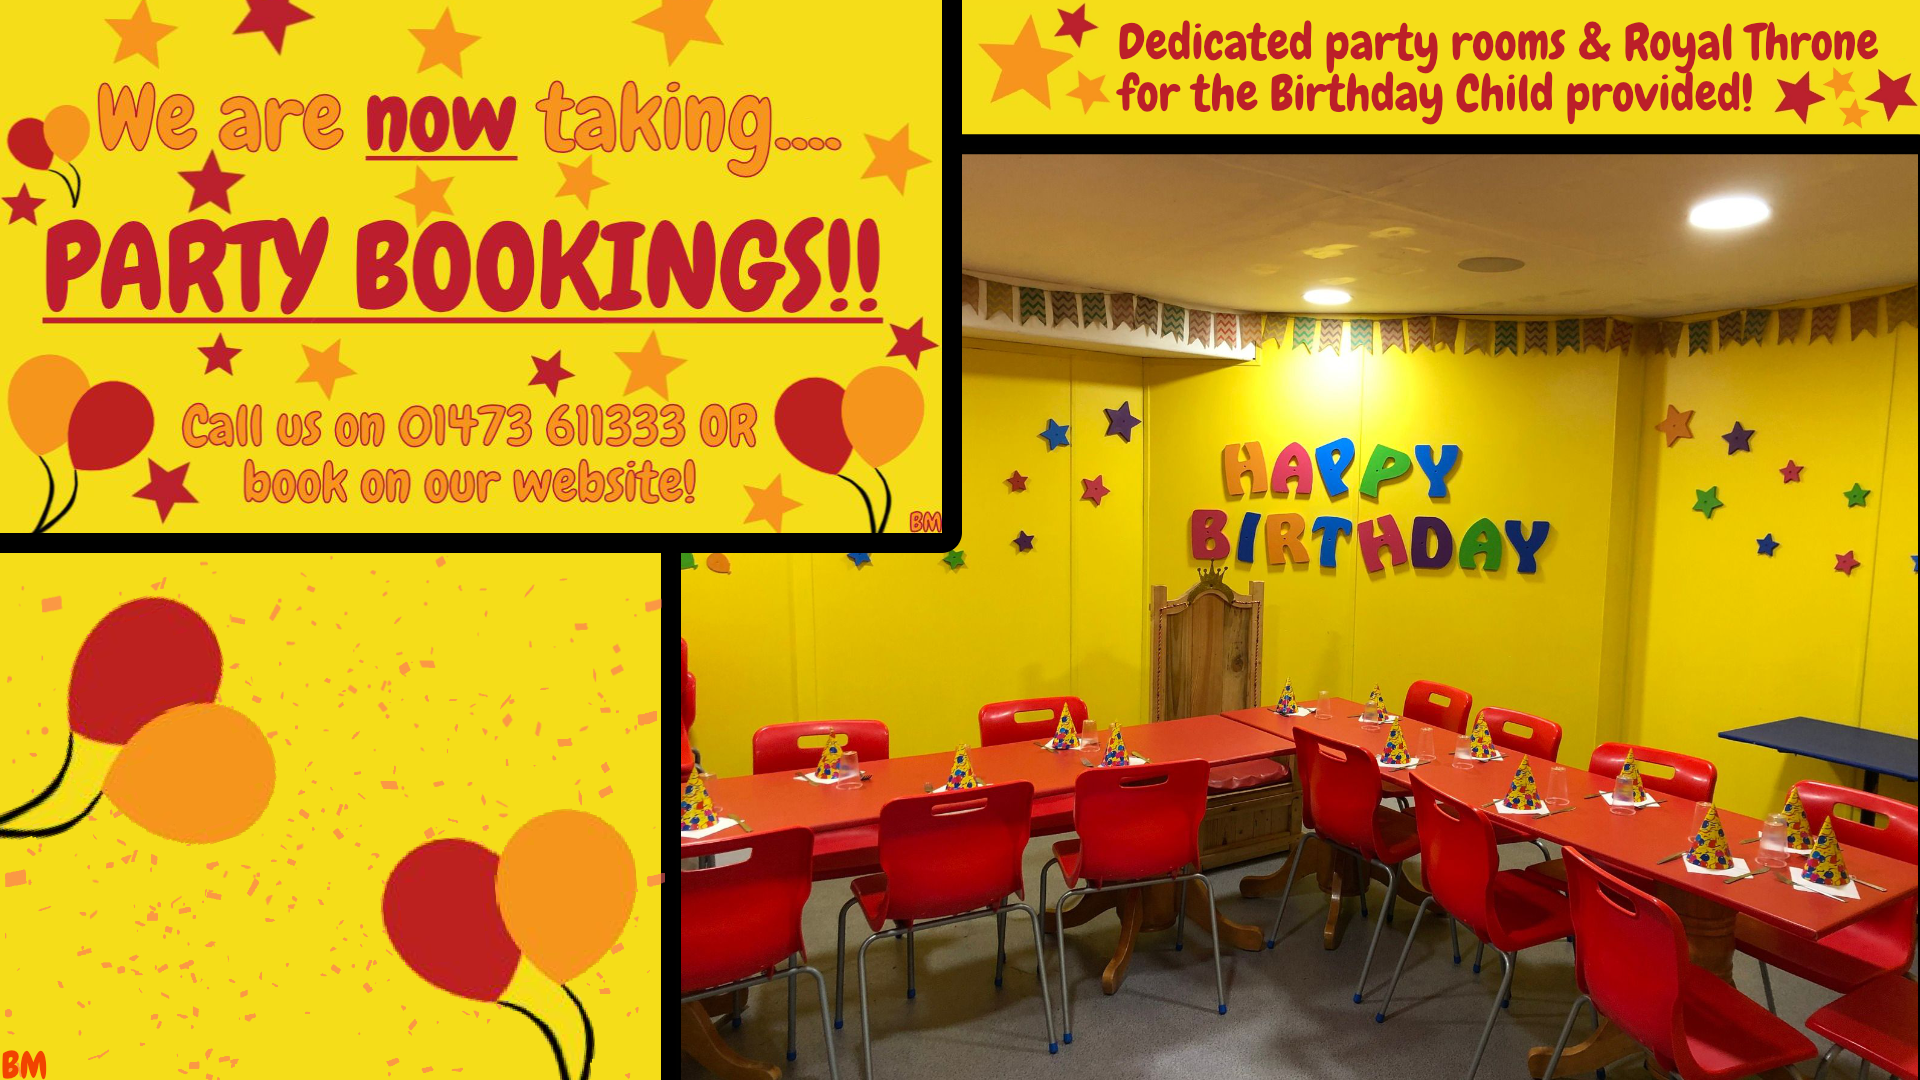 We are now taking....
PARTY BOOKINGS!!
Call us on 01473 611333 OR
book on our website!
BM
Dedicated party rooms & Royal Throne
for the Birthday Child provided!
HAPPY
BIRTHDAY
BM